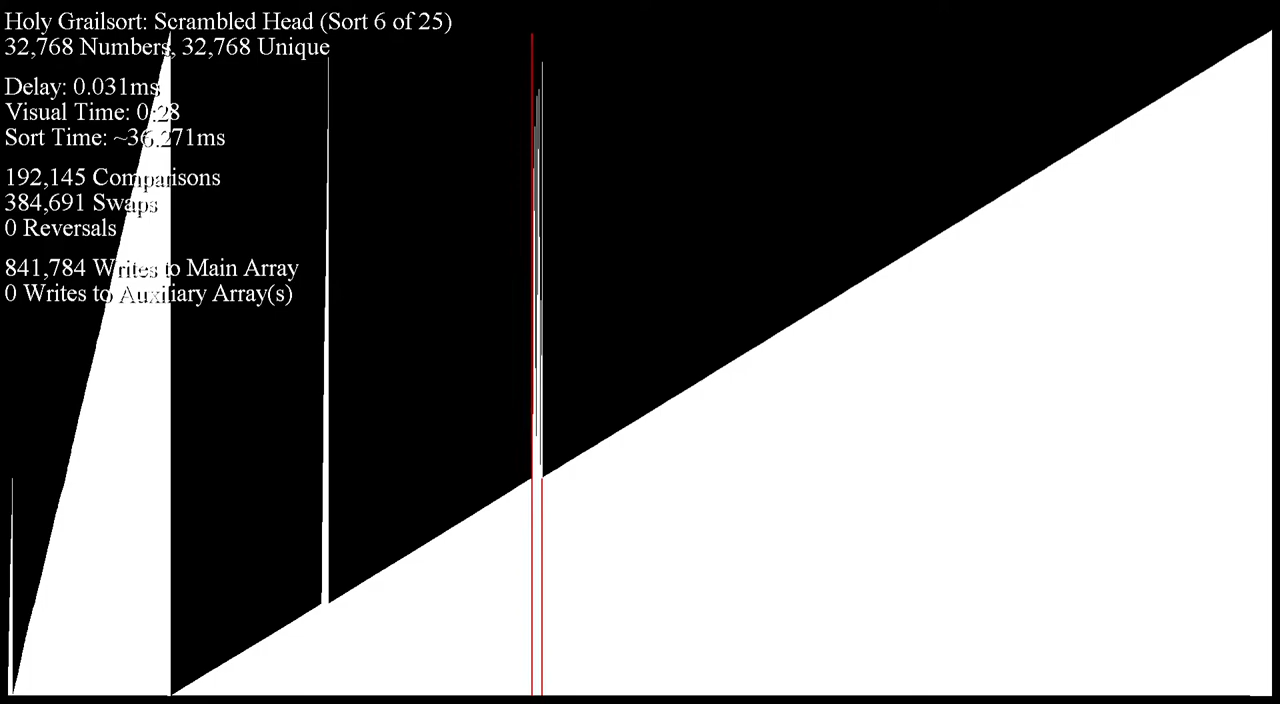 Holy Grailsort: Scrambled Head (Sort 6 of 25)
32,768 Numbers, 32,768 Unique
Delay: 0.031ms
Visual Time: 0:28
Sort Time: ~36.271ms
192,145 Comparisons
384,691 Swaps
0 Reversals
841,784 Writes to Main Array
0 Writes to Auxiliary Array(s)